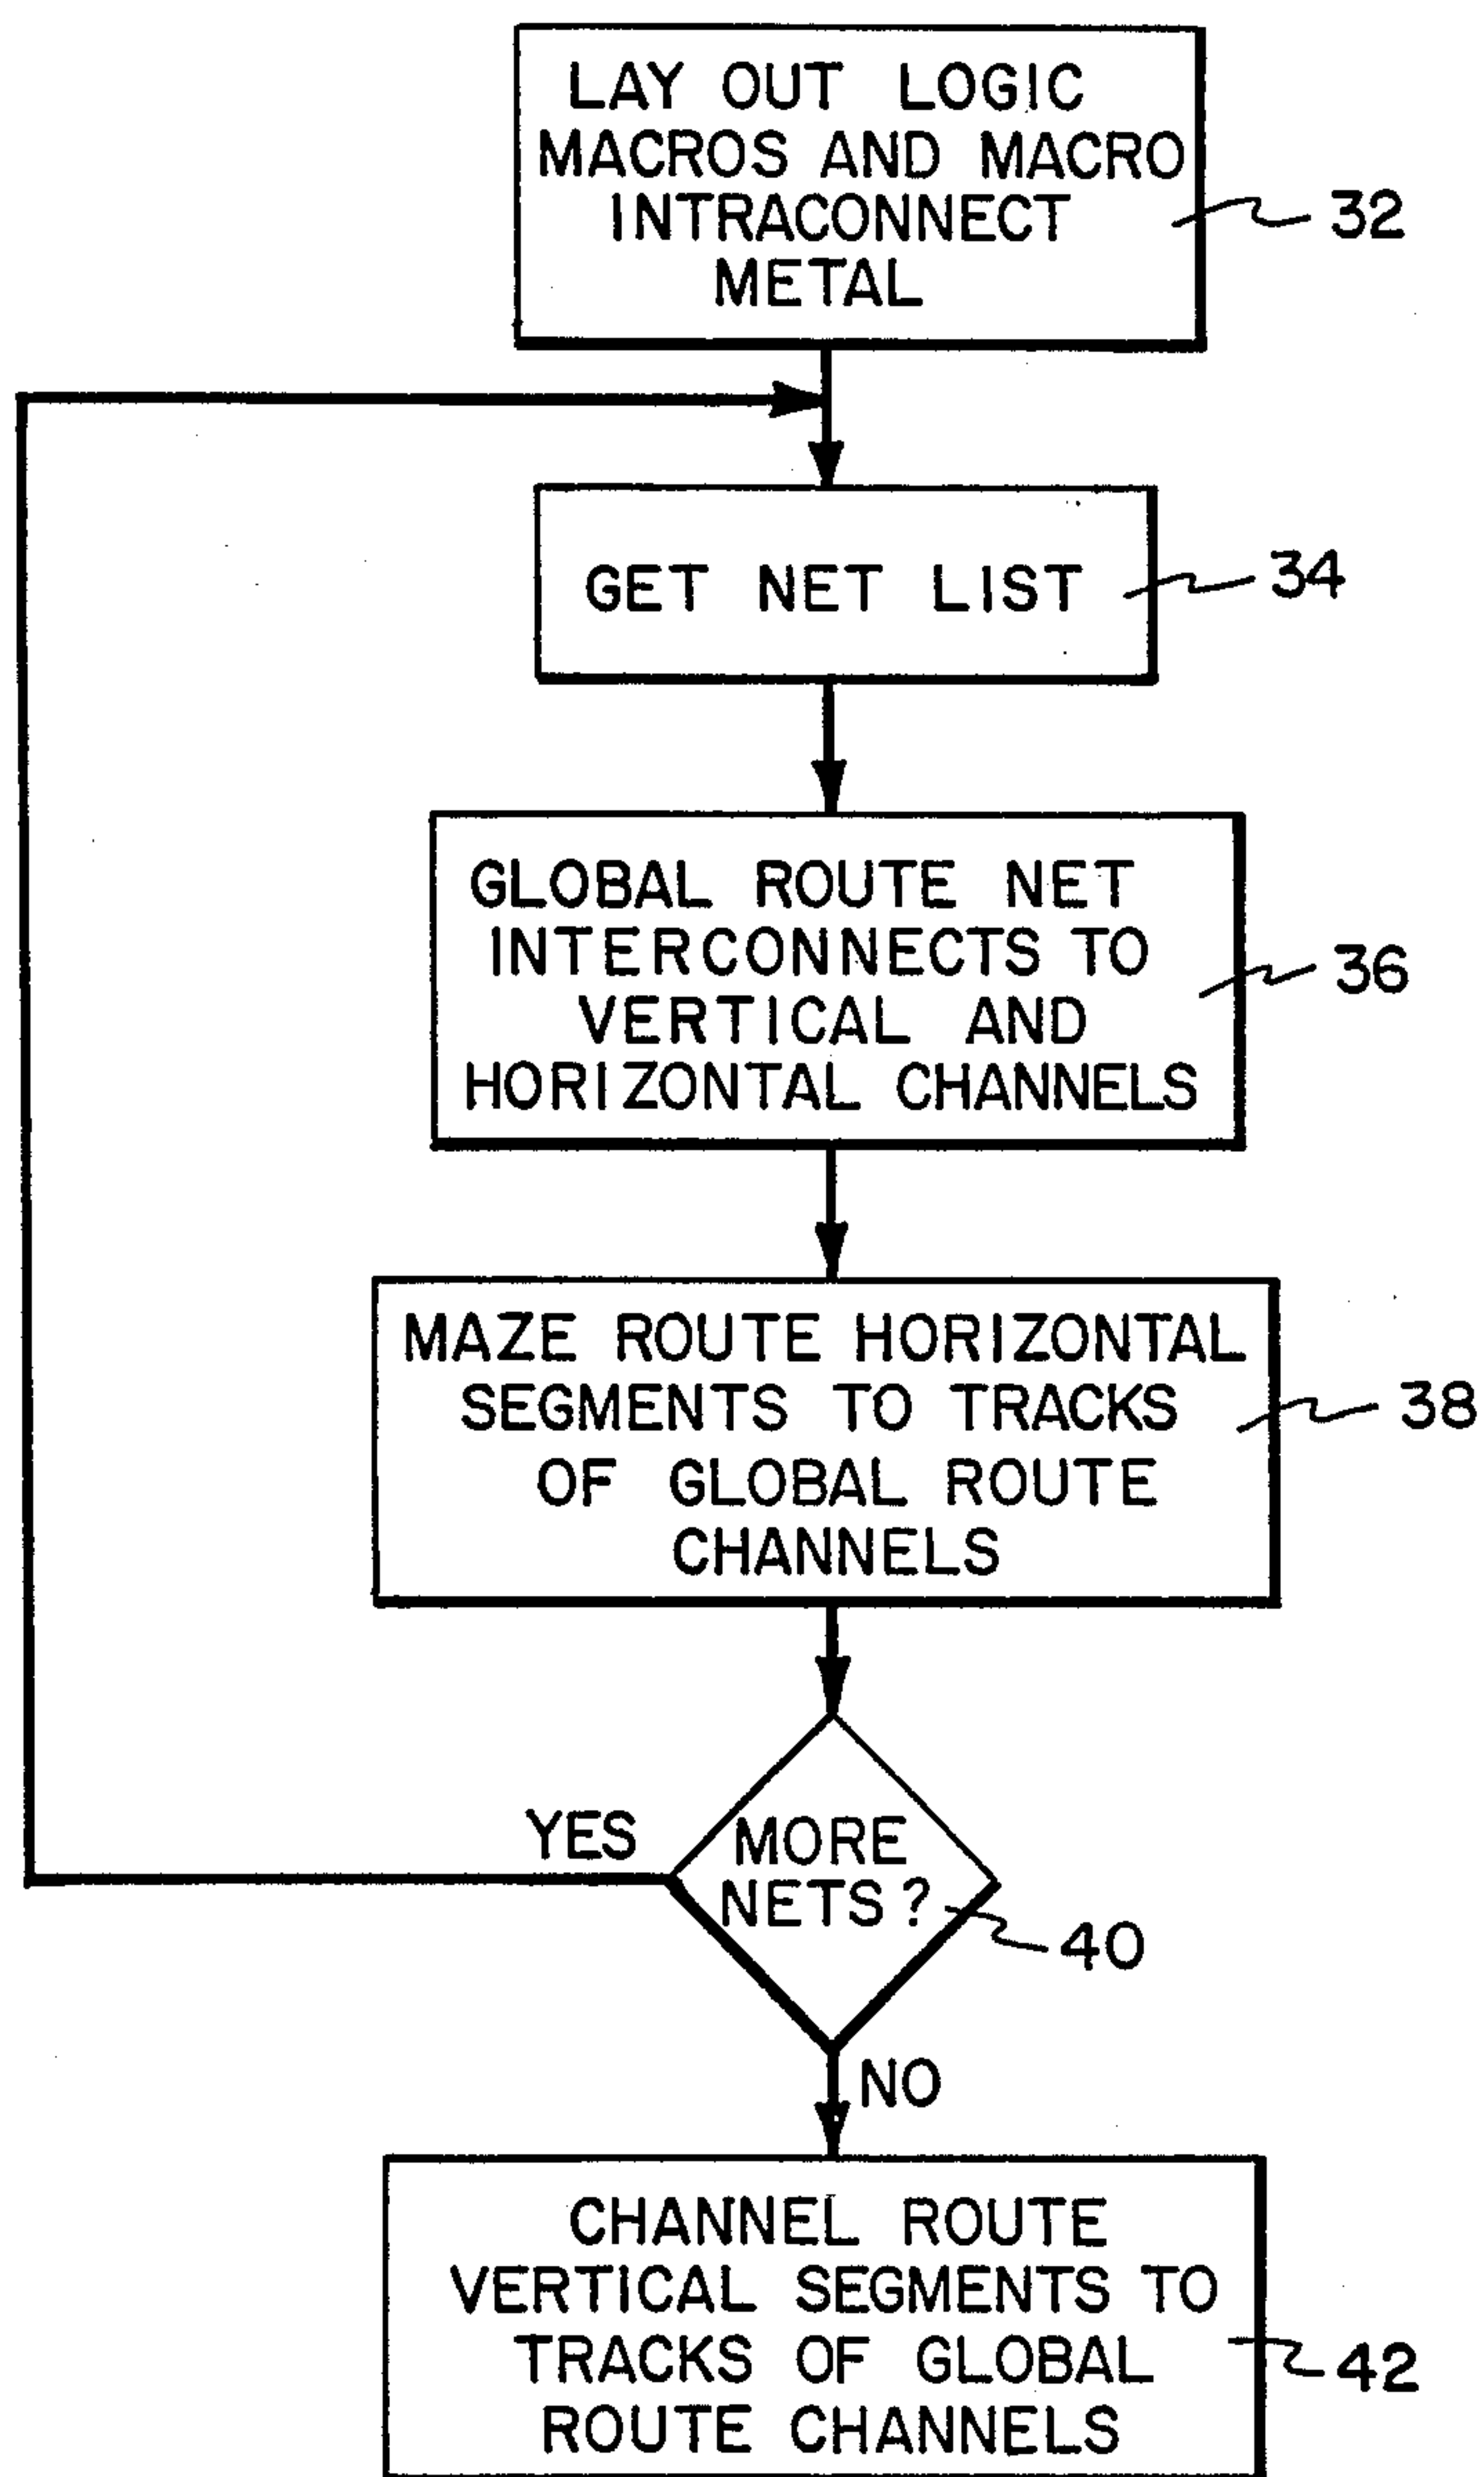 LAY OUT LOGIC
MACROS AND MACRO
INTRACONNECT
METAL
32
GET NET LIST
34
GLOBAL ROUTE NET
INTERCONNECTS TO
VERTICAL AND
HORIZONTAL CHANNELS
36
MAZE ROUTE HORIZONTAL
SEGMENTS TO TRACKS
OF GLOBAL ROUTE
CHANNELS
38
YES
MORE
NETS?
40
NO
CHANNEL ROUTE
VERTICAL SEGMENTS TO
TRACKS OF GLOBAL
ROUTE CHANNELS
42